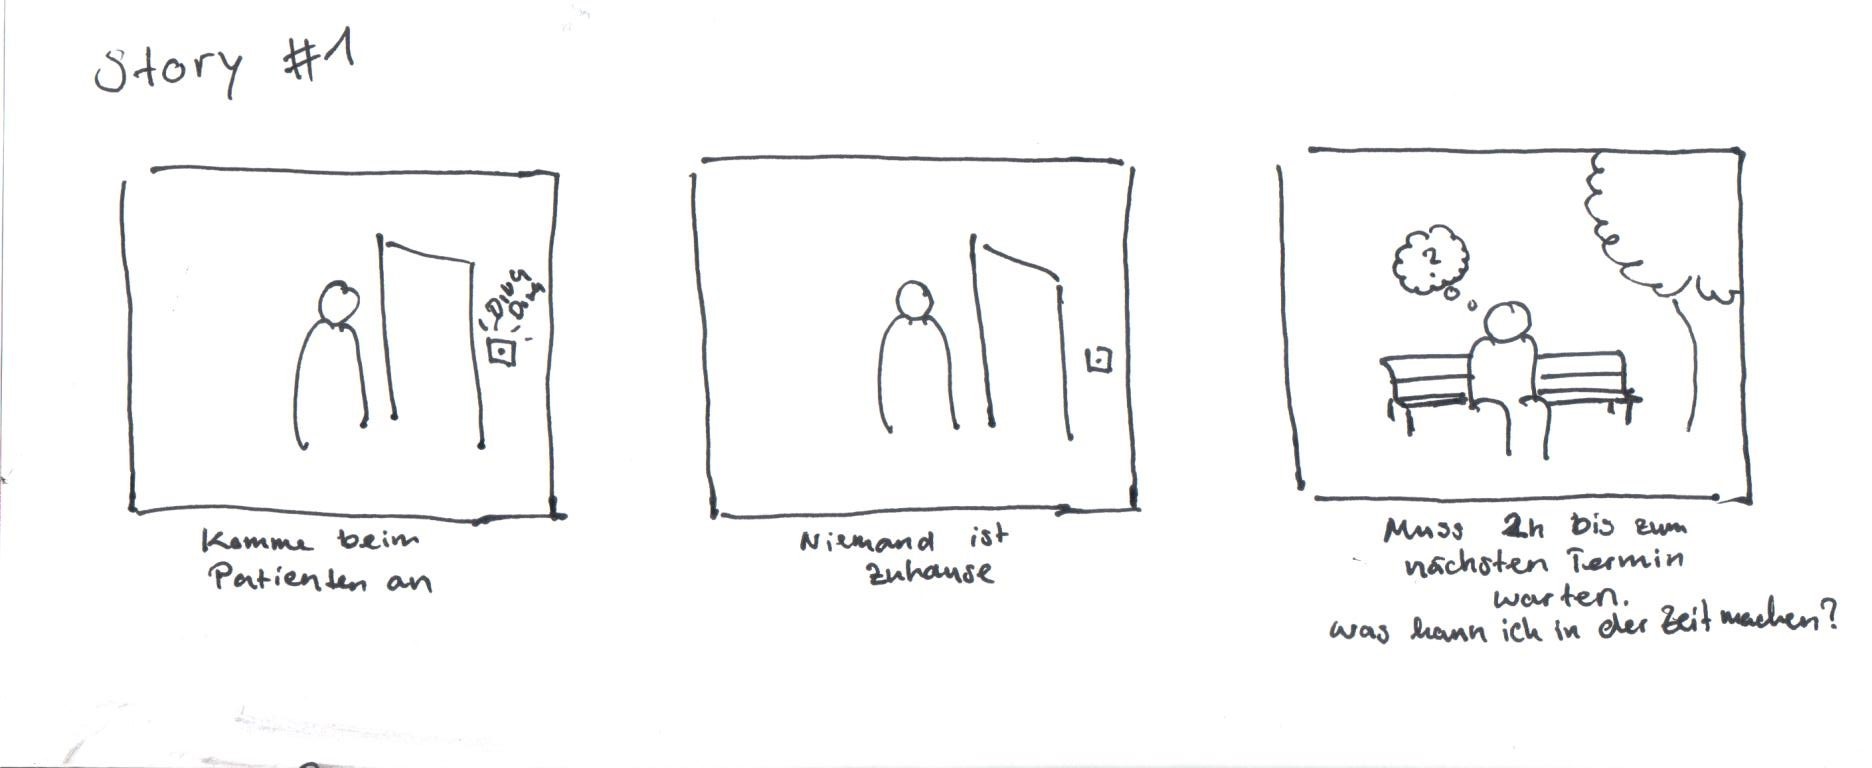 Story #1
DING
DONG
Komme beim
Patienten an
Niemand ist
zuhause
?
Muss 2h bis zum
nächsten Termin
warten.
was kann ich in der Zeit machen?